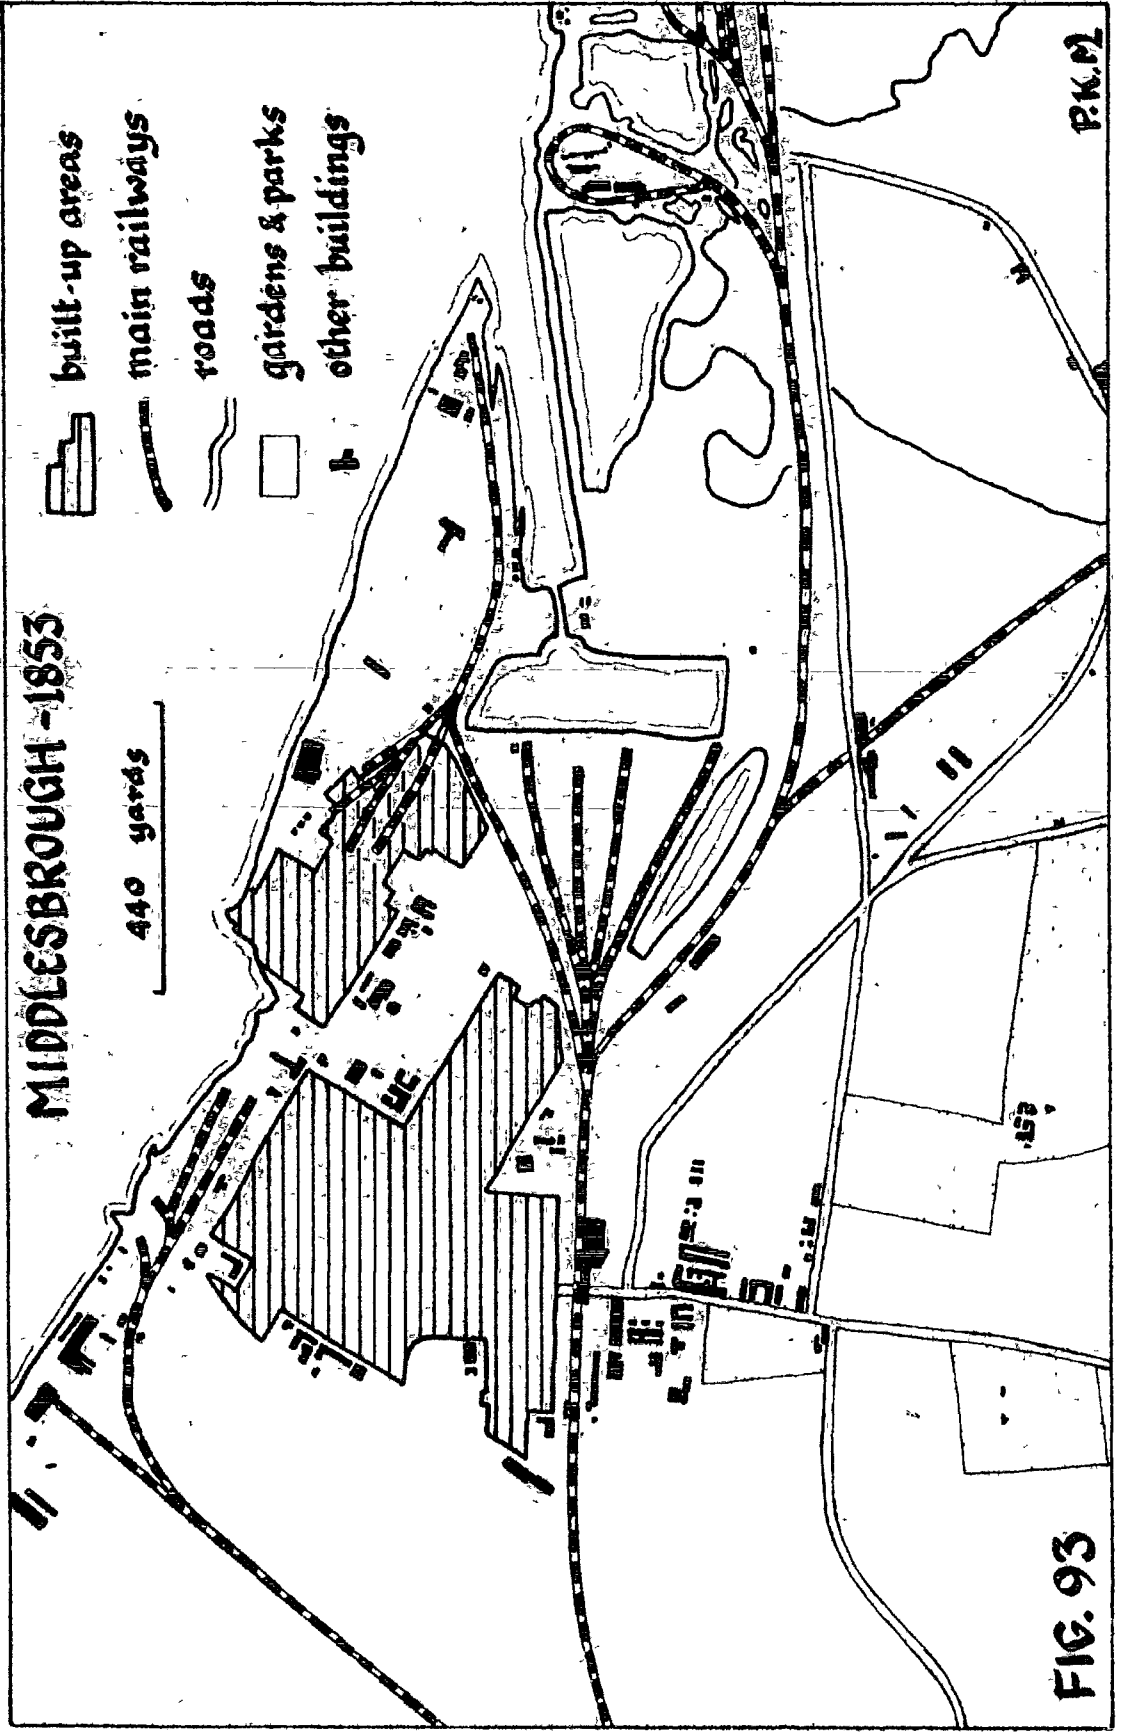 MIDDLESBROUGH - 1853
440 yards
built-up areas
main railways
roads
gardens & parks
other buildings
FIG. 93
P.K.M